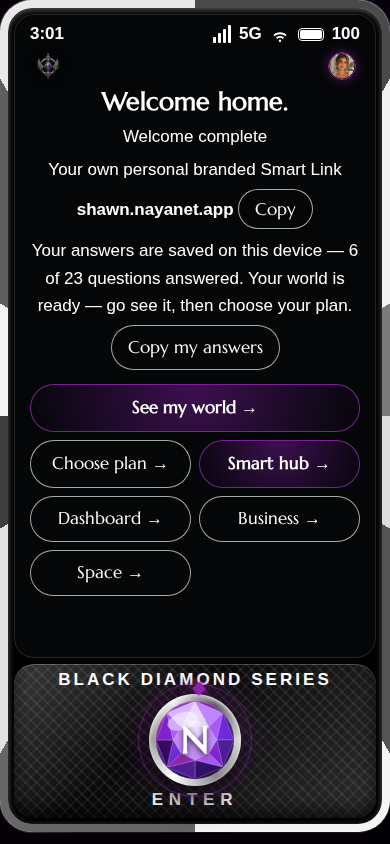 3:01 5G 100
Welcome home.
Welcome complete
Your own personal branded Smart Link
shawn.nayanet.app Copy
Your answers are saved on this device — 6
of 23 questions answered. Your world is
ready — go see it, then choose your plan.
Copy my answers
See my world →
Choose plan → Smart hub →
Dashboard → Business →
Space →
BLACK DIAMOND SERIES
N
ENTER